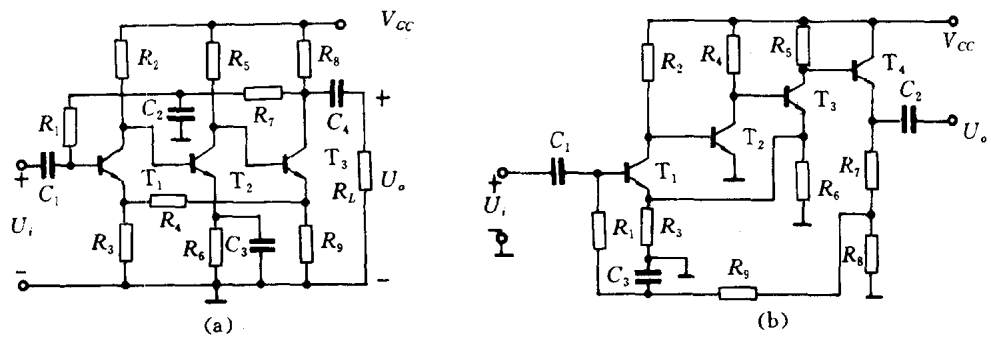 V_CC
R_2
R_5
R_8
C_2
R_7
C_4
+
R_1
+
C_1
T_1
T_2
T_3
R_L
U_o
U_i
R_4
R_3
R_6
C_3
R_9
−
−
(a)
V_CC
R_2
R_4
R_5
T_4
T_3
C_2
U_o
C_1
T_1
T_2
+
U_i
−
R_1
R_3
R_6
R_7
C_3
R_9
R_8
(b)